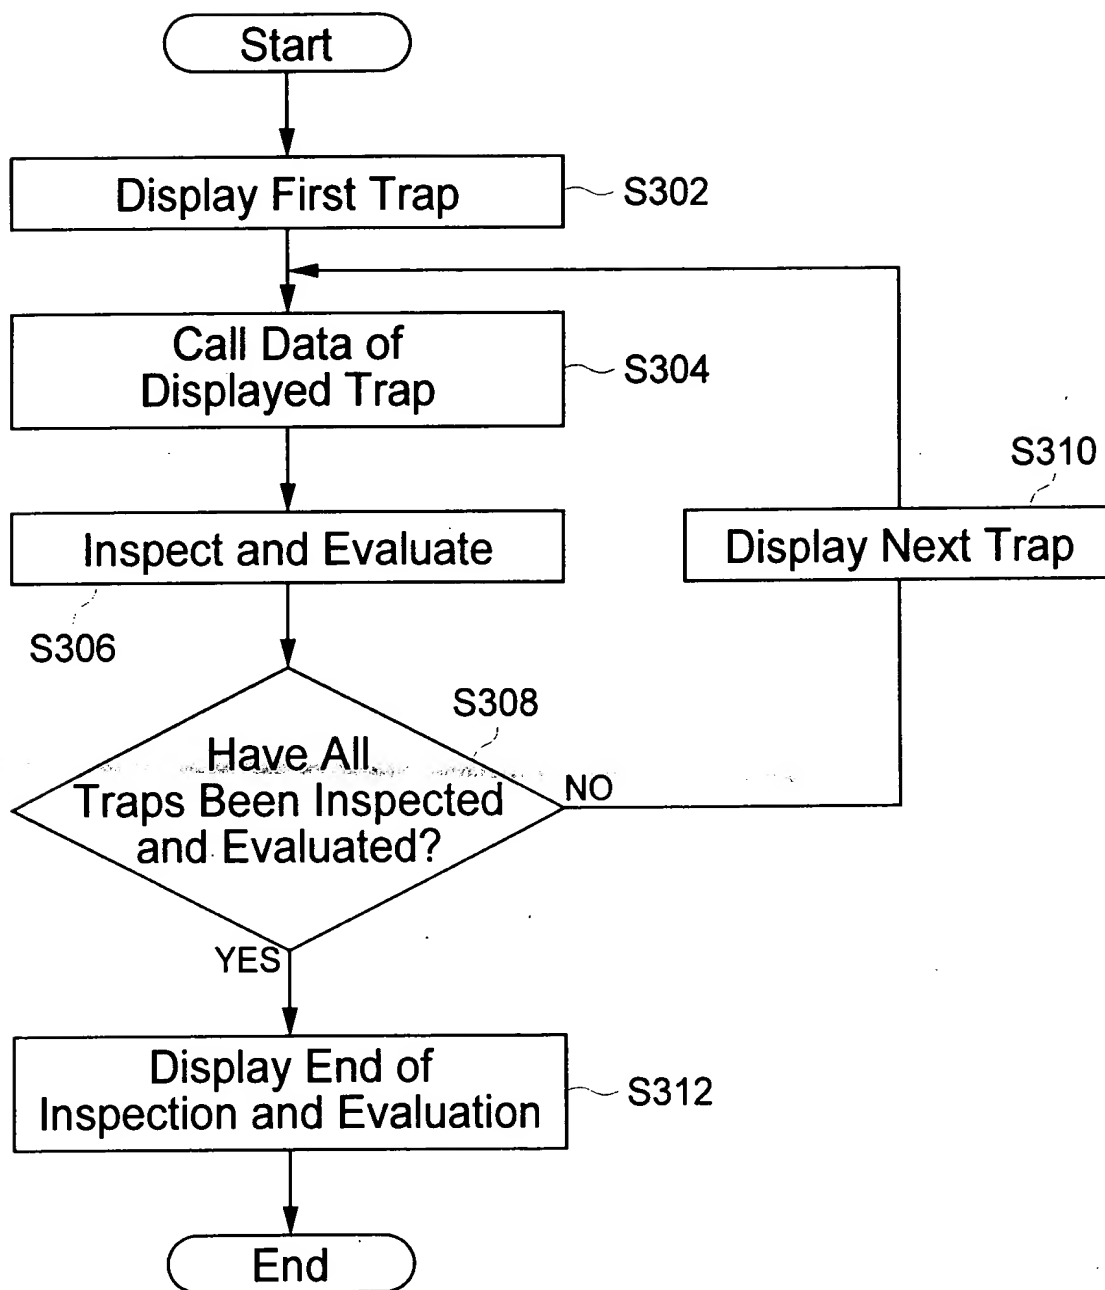 Start
Display First Trap
S302
Call Data of
Displayed Trap
S304
S310
Inspect and Evaluate
Display Next Trap
S306
S308
Have All
Traps Been Inspected
and Evaluated?
NO
YES
Display End of
Inspection and Evaluation
S312
End